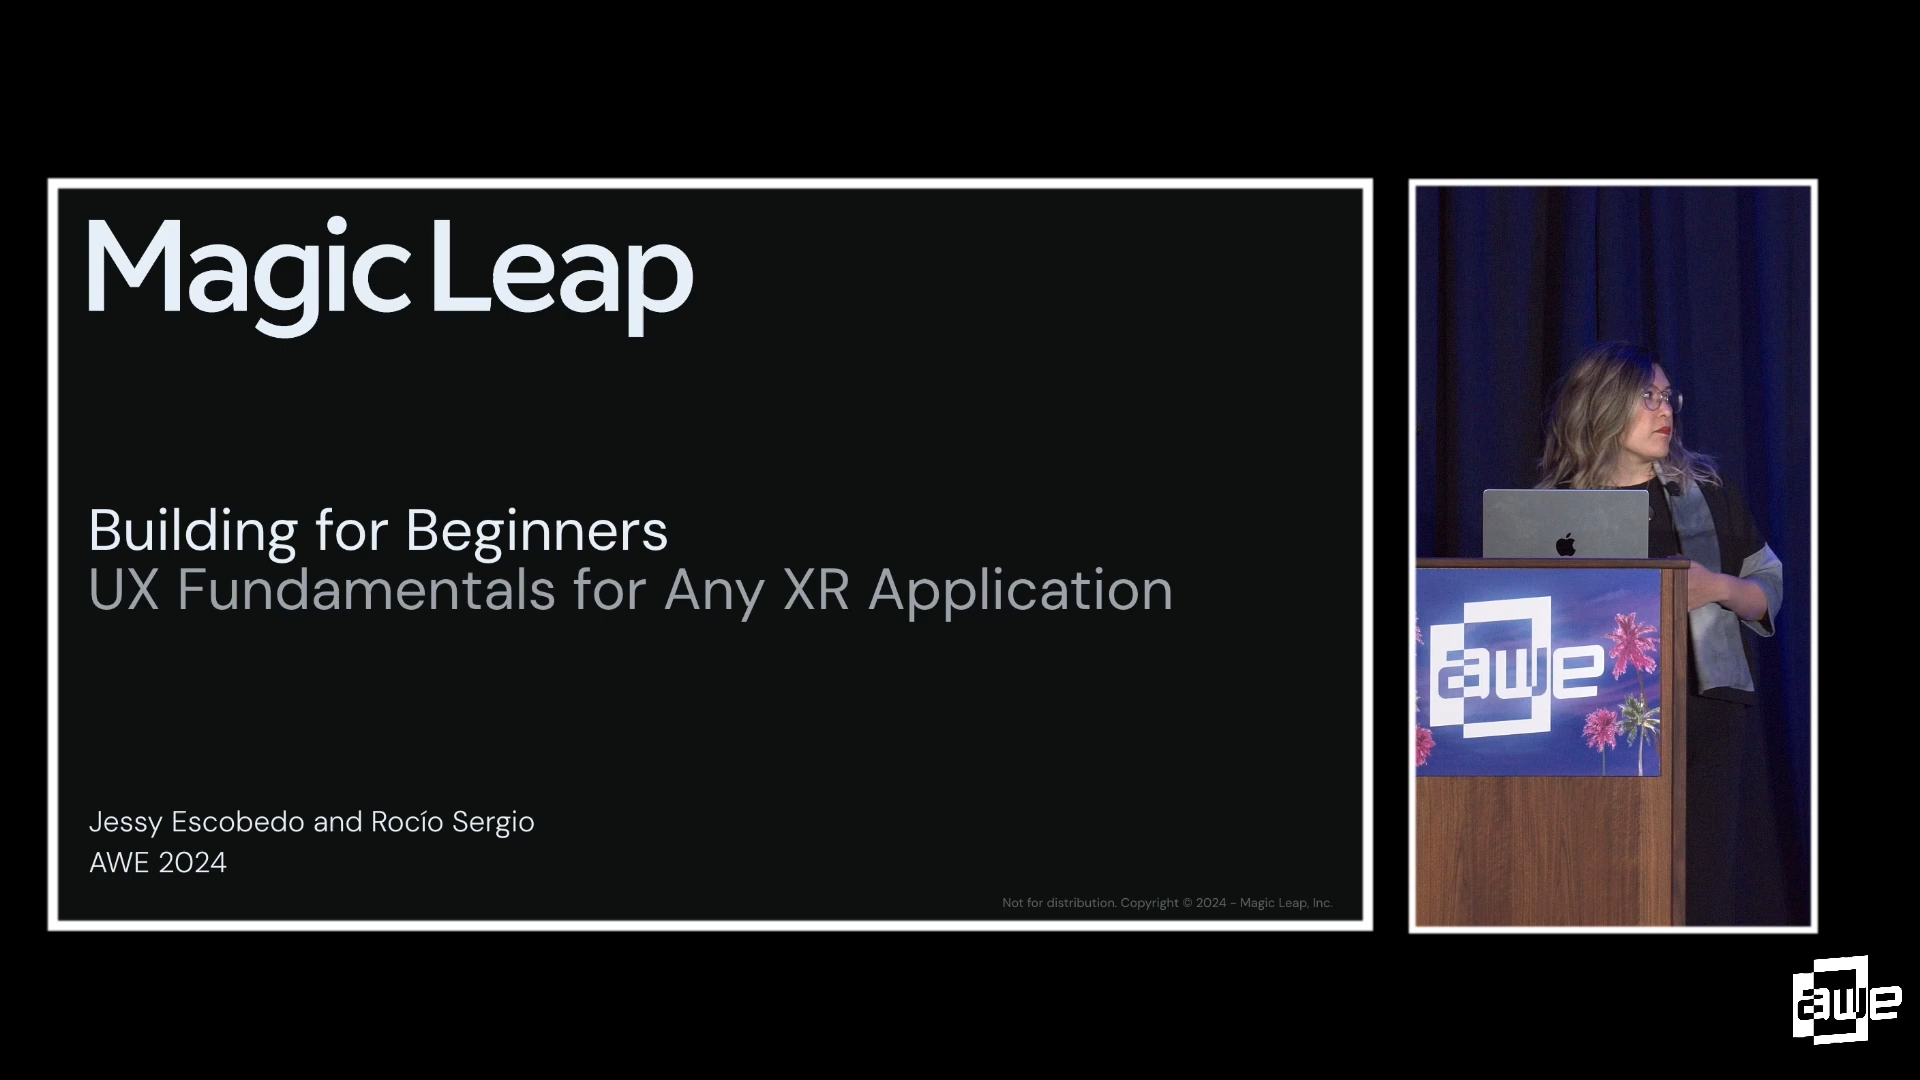 Magic Leap
Building for Beginners
UX Fundamentals for Any XR Application
Jessy Escobedo and Rocío Sergio
AWE 2024
Not for distribution. Copyright © 2024 - Magic Leap, Inc.
awe
awe